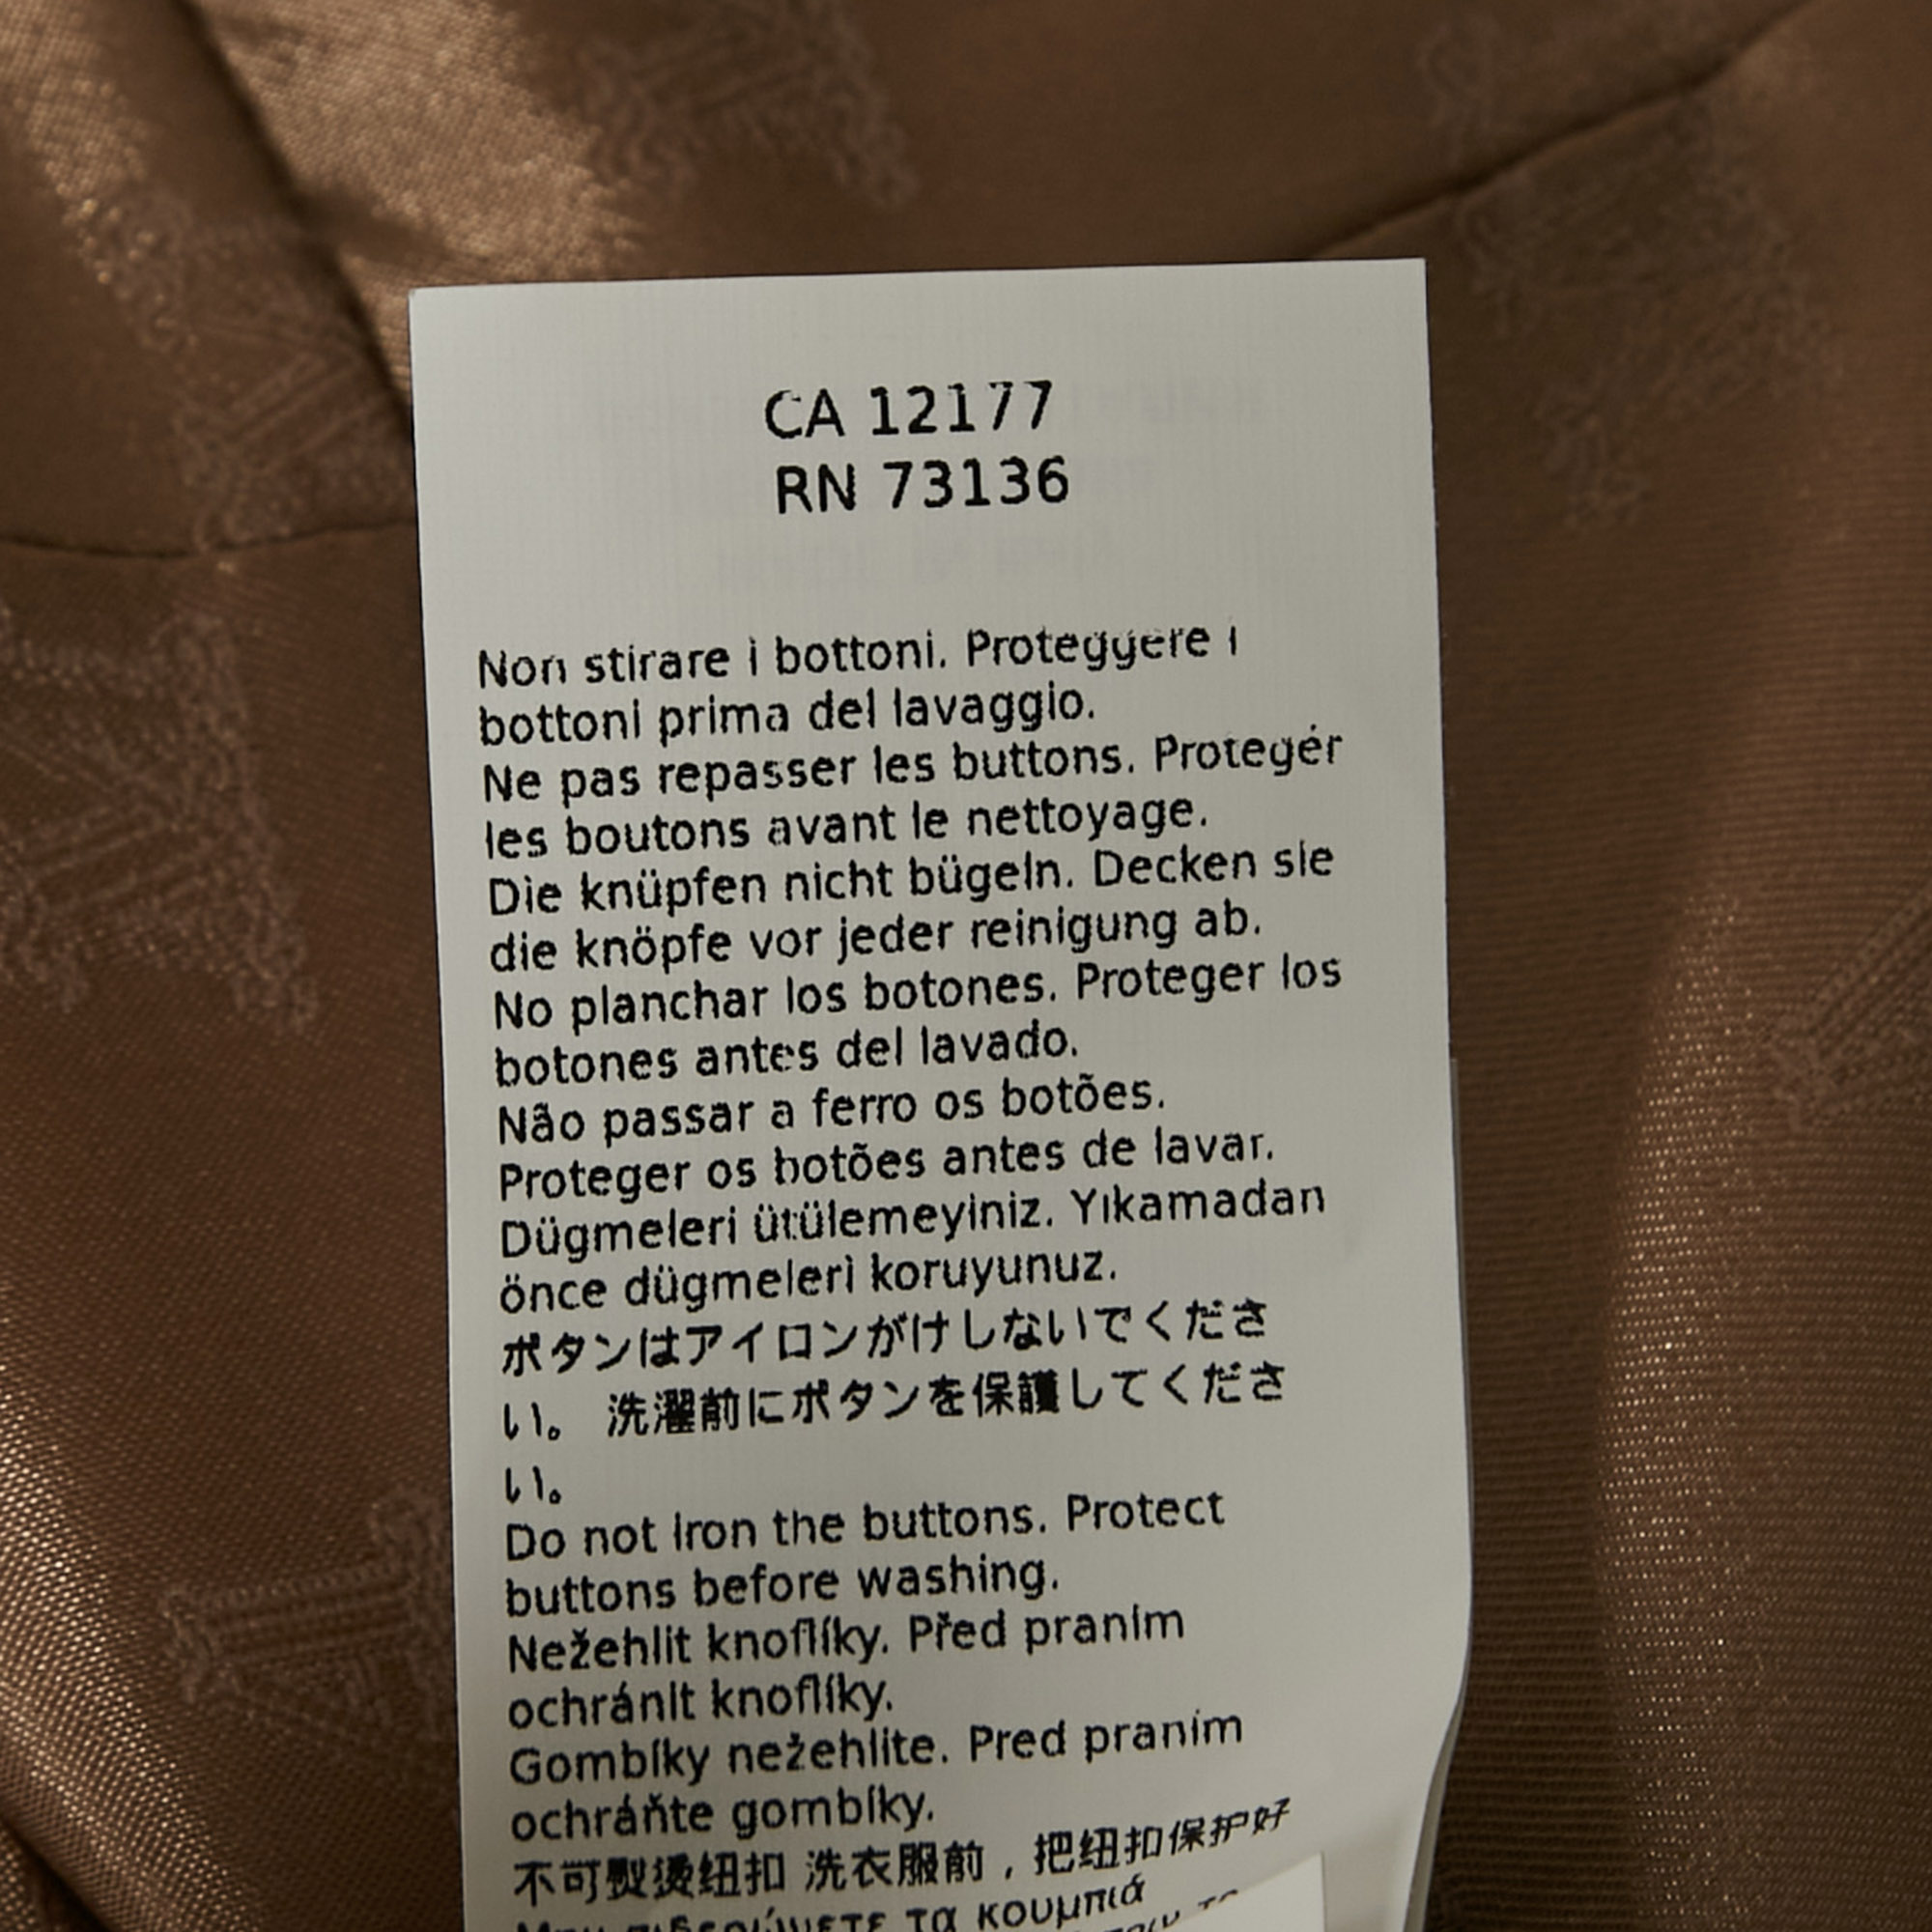 CA 12177
RN 73136
Non stirare i bottoni. Proteggere i
bottoni prima del lavaggio.
Ne pas repasser les buttons. Protegér
les boutons avant le nettoyage.
Die knüpfen nicht bügeln. Decken sie
die knöpfe vor jeder reinigung ab.
No planchar los botones. Proteger los
botones antes del lavado.
Não passar a ferro os botões.
Proteger os botões antes de lavar.
Dügmeleri ütülemeyiniz. Yıkamadan
önce dügmeleri koruyunuz.
ボタンはアイロンがけしないでくださ
い。 洗濯前にボタンを保護してくださ
い。
Do not iron the buttons. Protect
buttons before washing.
Nežehlit knoflíky. Před praním
ochránit knoflíky.
Gombíky nežehlite. Pred praním
ochráňte gombíky.
不可熨烫纽扣 洗衣服前，把纽扣保护好
τα κουμπιά